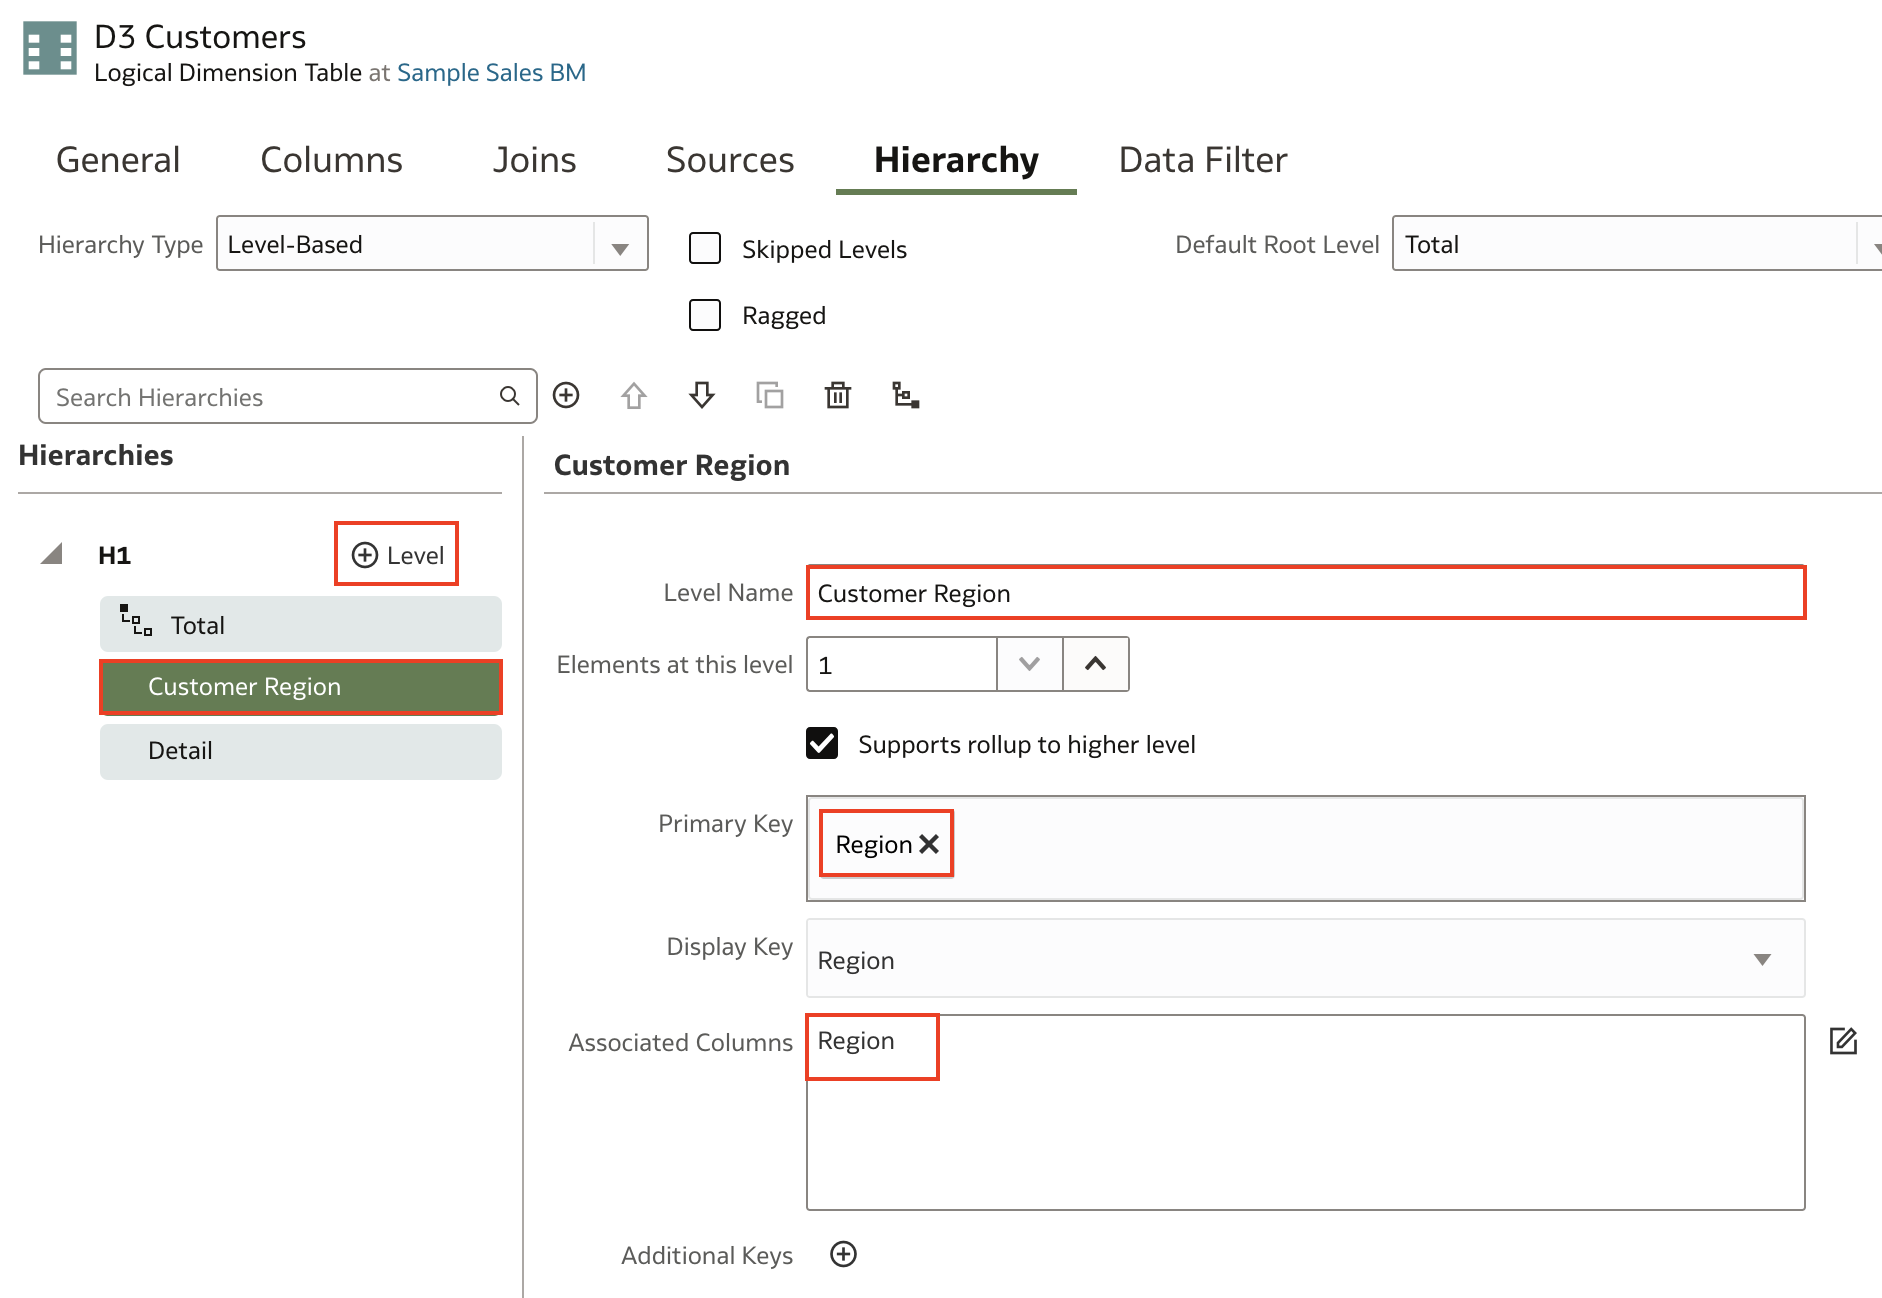 D3 Customers
Logical Dimension Table at Sample Sales BM
General Columns Joins Sources Hierarchy Data Filter
Hierarchy Type Level-Based Skipped Levels Default Root Level Total
Ragged
Search Hierarchies
Hierarchies
Customer Region
H1 Level
Total
Customer Region
Detail
Level Name Customer Region
Elements at this level 1
Supports rollup to higher level
Primary Key Region
Display Key Region
Associated Columns Region
Additional Keys